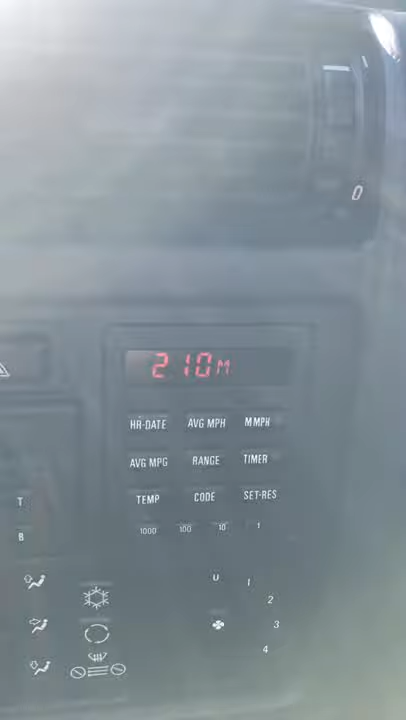 0
210M
HR-DATE AVG MPH MMPH
AVG MPG RANGE TIMER
TEMP CODE SET-RES
1000 100 10 1
T
B
U 1
2
3
4